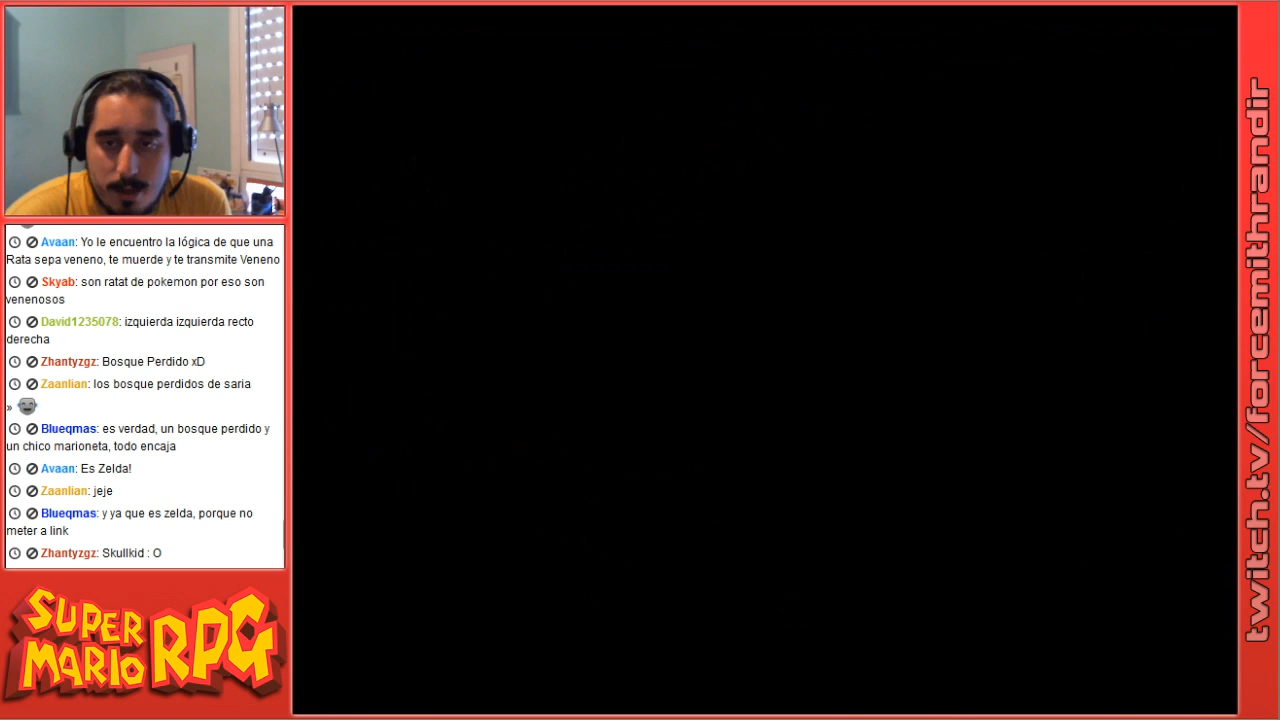 Avaan: Yo le encuentro la lógica de que una
Rata sepa veneno, te muerde y te transmite Veneno
Skyab: son ratat de pokemon por eso son
venenosos
David1235078: izquierda izquierda recto
derecha
Zhantyzgz: Bosque Perdido xD
Zaanlian: los bosque perdidos de saria
»
Blueqmas: es verdad, un bosque perdido y
un chico marioneta, todo encaja
Avaan: Es Zelda!
Zaanlian: jeje
Blueqmas: y ya que es zelda, porque no
meter a link
Zhantyzgz: Skullkid : O
SUPER
MARIO RPG
twitch.tv/forcemithrandir